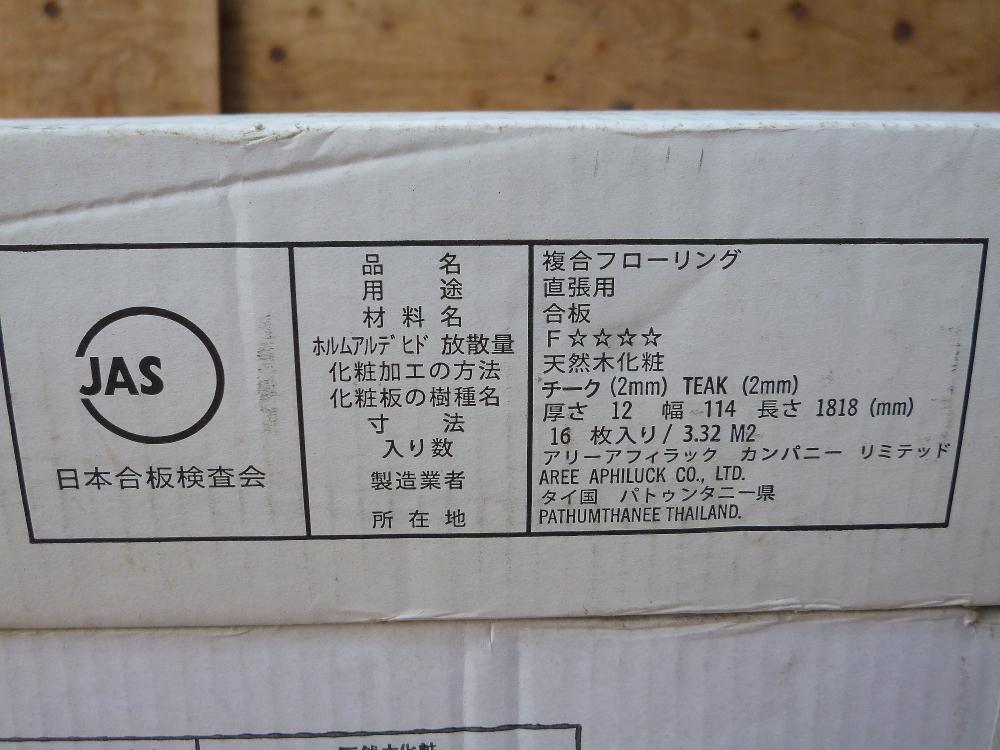 JAS
日本合板検査会
品名 複合フローリング
用途 直張用
材料名 合板
ホルムアルデヒド放散量 F☆☆☆☆
化粧加工の方法 天然木化粧
化粧板の樹種名 チーク (2mm) TEAK (2mm)
寸法 厚さ 12 幅 114 長さ 1818 (mm)
入り数 16 枚入り/ 3.32 M2
製造業者 アリーアフィラック カンパニー リミテッド
AREE APHILUCK CO., LTD.
所在地 タイ国 パトゥンタニー県
PATHUMTHANEE THAILAND.
天然木化粧